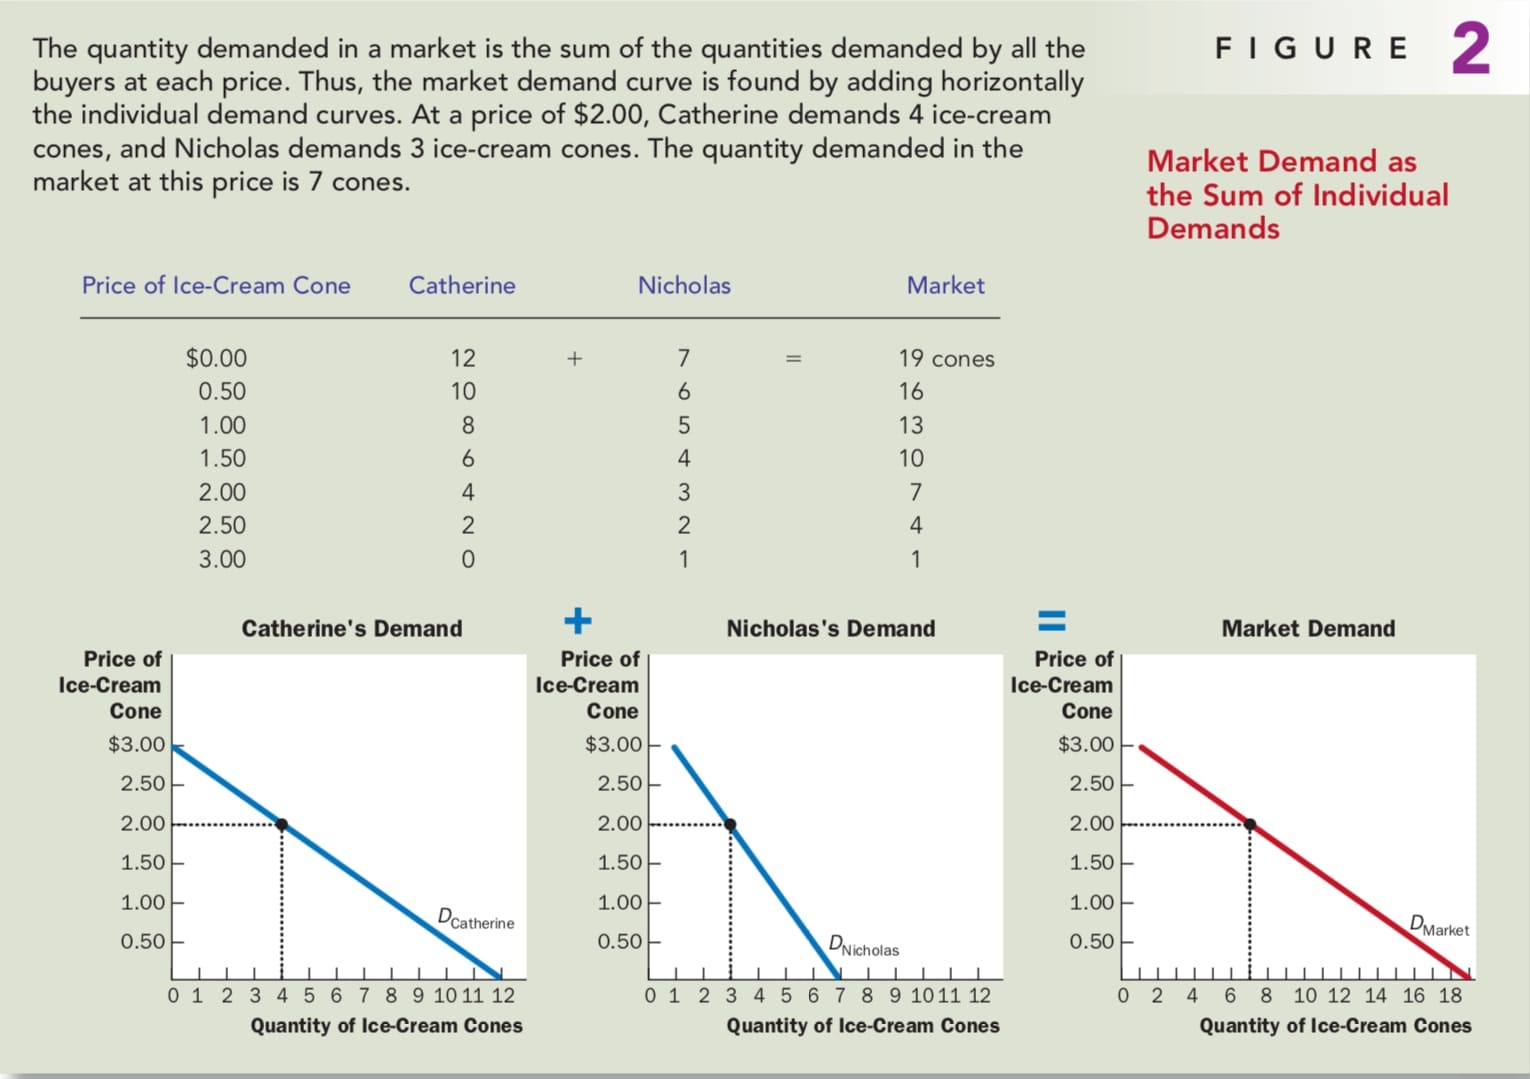 The quantity demanded in a market is the sum of the quantities demanded by all the
buyers at each price. Thus, the market demand curve is found by adding horizontally
the individual demand curves. At a price of $2.00, Catherine demands 4 ice-cream
cones, and Nicholas demands 3 ice-cream cones. The quantity demanded in the
market at this price is 7 cones.
FIGURE 2
Market Demand as
the Sum of Individual
Demands
Price of Ice-Cream Cone Catherine Nicholas Market
$0.00 12 + 7 = 19 cones
0.50 10 6 16
1.00 8 5 13
1.50 6 4 10
2.00 4 3 7
2.50 2 2 4
3.00 0 1 1
Catherine's Demand + Nicholas's Demand = Market Demand
Price of
Ice-Cream
Cone
$3.00
2.50
2.00
1.50
1.00
0.50
D Catherine
0 1 2 3 4 5 6 7 8 9 10 11 12
Quantity of Ice-Cream Cones
Price of
Ice-Cream
Cone
$3.00
2.50
2.00
1.50
1.00
0.50
D Nicholas
0 1 2 3 4 5 6 7 8 9 10 11 12
Quantity of Ice-Cream Cones
Price of
Ice-Cream
Cone
$3.00
2.50
2.00
1.50
1.00
0.50
D Market
0 2 4 6 8 10 12 14 16 18
Quantity of Ice-Cream Cones